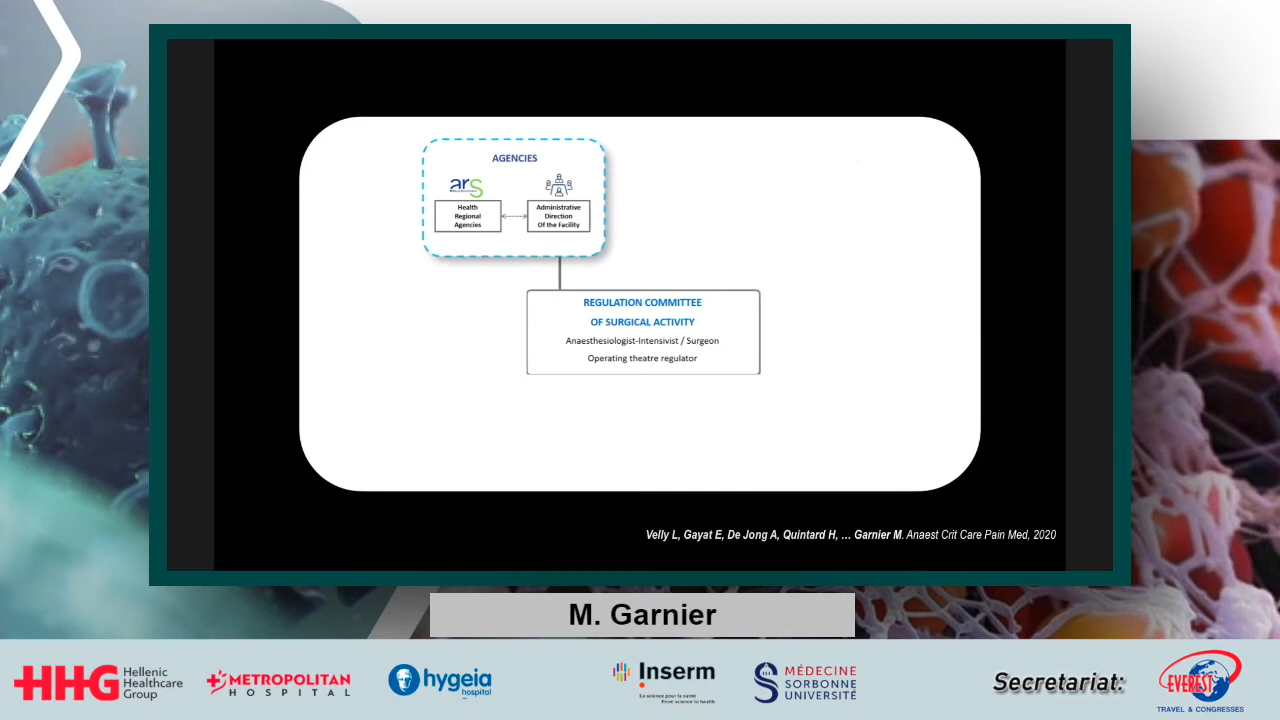 AGENCIES
ars
Health
Regional
Agencies
Administrative
Direction
Of the Facility
REGULATION COMMITTEE
OF SURGICAL ACTIVITY
Anaesthesiologist-Intensivist / Surgeon
Operating theatre regulator
Velly L, Gayat E, De Jong A, Quintard H, ... Garnier M. Anaest Crit Care Pain Med, 2020
M. Garnier
HHG Hellenic
Healthcare
Group
METROPOLITAN
HOSPITAL
hygeia
hospital
Inserm
La science pour la santé
From science to health
MÉDECINE
SORBONNE
UNIVERSITÉ
Secretariat:
EVEREST
TRAVEL & CONGRESSES